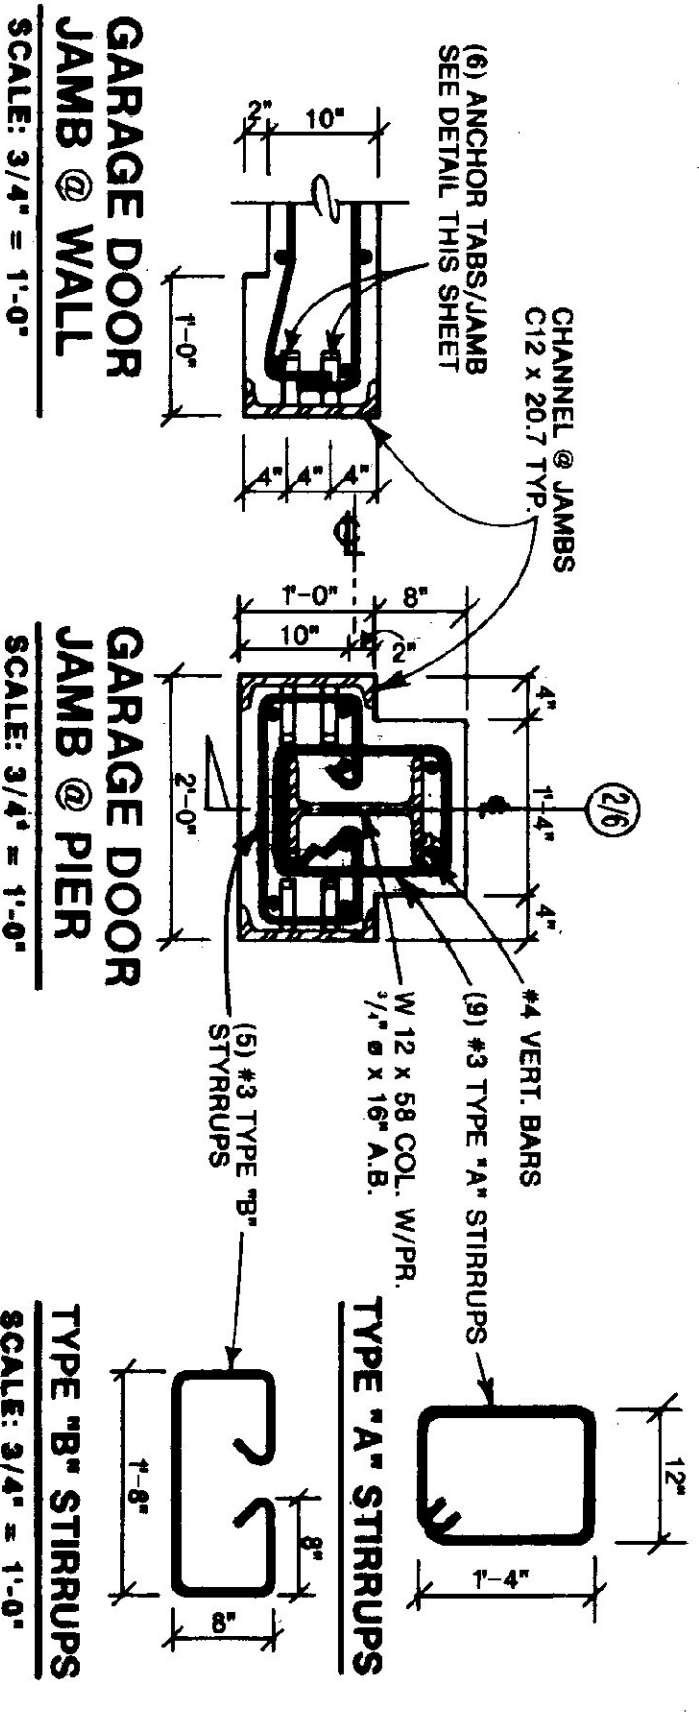 (6) ANCHOR TABS/JAMB
SEE DETAIL THIS SHEET
CHANNEL @ JAMBS
C12 x 20.7 TYP.
2"
10"
1'-0"
4"
4"
4"
GARAGE DOOR
JAMB @ WALL
SCALE: 3/4" = 1'-0"
1'-0"
8"
10"
2"
4"
1'-4"
4"
2/6
2'-0"
#4 VERT. BARS
(9) #3 TYPE "A" STIRRUPS
W 12 x 58 COL. W/PR.
3/4" ø x 16" A.B.
(5) #3 TYPE "B"
STYRRUPS
GARAGE DOOR
JAMB @ PIER
SCALE: 3/4" = 1'-0"
12"
1'-4"
TYPE "A" STIRRUPS
1'-8"
8"
8"
TYPE "B" STIRRUPS
SCALE: 3/4" = 1'-0"